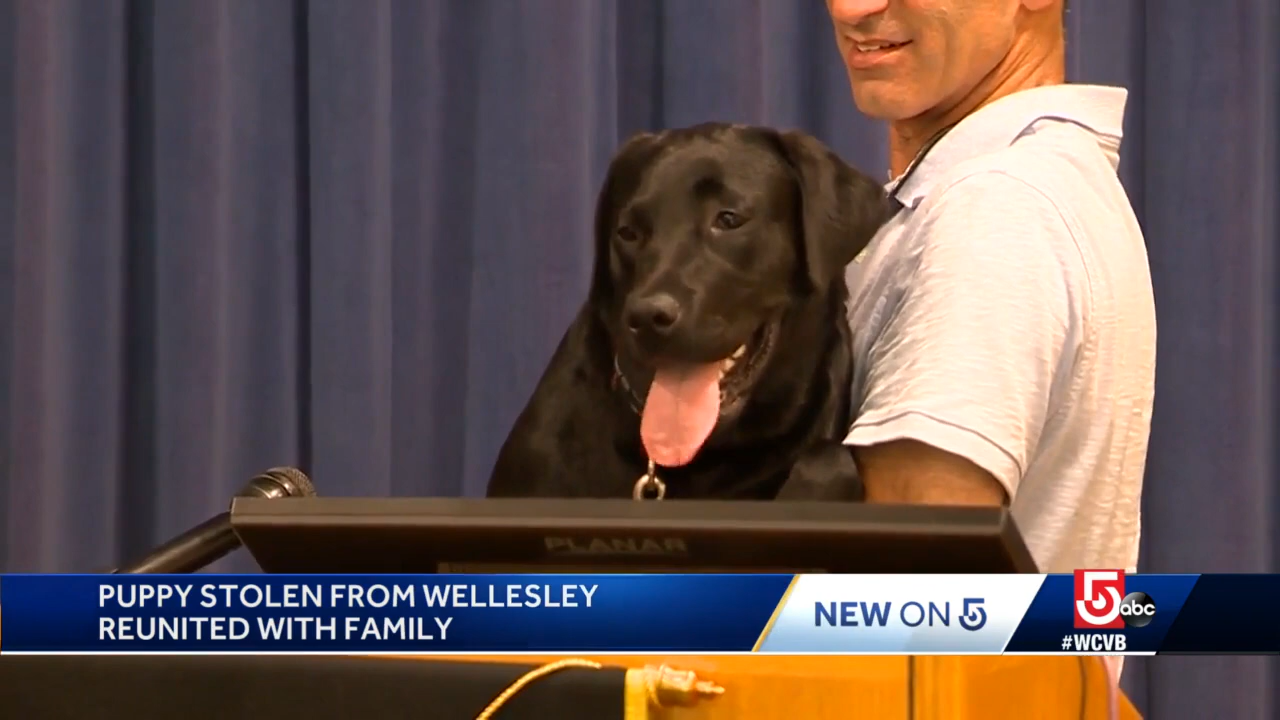 PLANAR
PUPPY STOLEN FROM WELLESLEY
REUNITED WITH FAMILY
NEW ON 5
5 abc
#WCVB